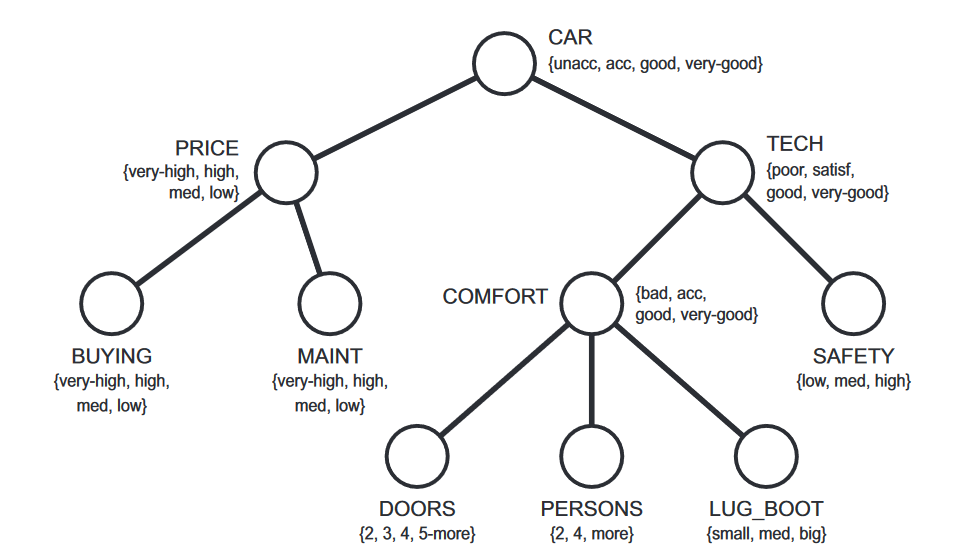 CAR
{unacc, acc, good, very-good}
PRICE
{very-high, high,
med, low}
TECH
{poor, satisf,
good, very-good}
BUYING
{very-high, high,
med, low}
MAINT
{very-high, high,
med, low}
COMFORT
{bad, acc,
good, very-good}
SAFETY
{low, med, high}
DOORS
{2, 3, 4, 5-more}
PERSONS
{2, 4, more}
LUG_BOOT
{small, med, big}